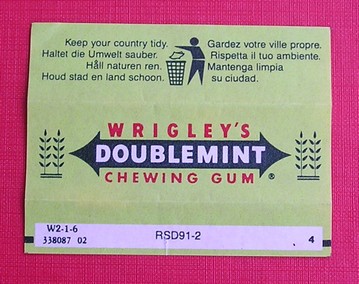 Keep your country tidy. Gardez votre ville propre.
Haltet die Umwelt sauber. Rispetta il tuo ambiente.
Håll naturen ren. Mantenga limpia
Houd stad en land schoon. su ciudad.
WRIGLEY'S
DOUBLEMINT
CHEWING GUM ®
W2-1-6
338087 02 RSD91-2 4